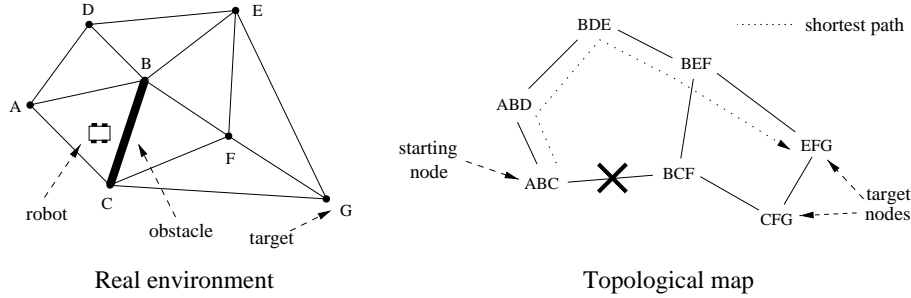 D
E
B
A
F
C
G
robot
obstacle
target
Real environment
shortest path
BDE
BEF
ABD
EFG
starting
node
ABC
BCF
target
nodes
CFG
Topological map